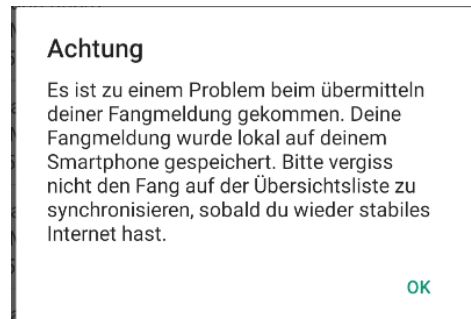 Achtung
Es ist zu einem Problem beim übermitteln
deiner Fangmeldung gekommen. Deine
Fangmeldung wurde lokal auf deinem
Smartphone gespeichert. Bitte vergiss
nicht den Fang auf der Übersichtsliste zu
synchronisieren, sobald du wieder stabiles
Internet hast.
OK